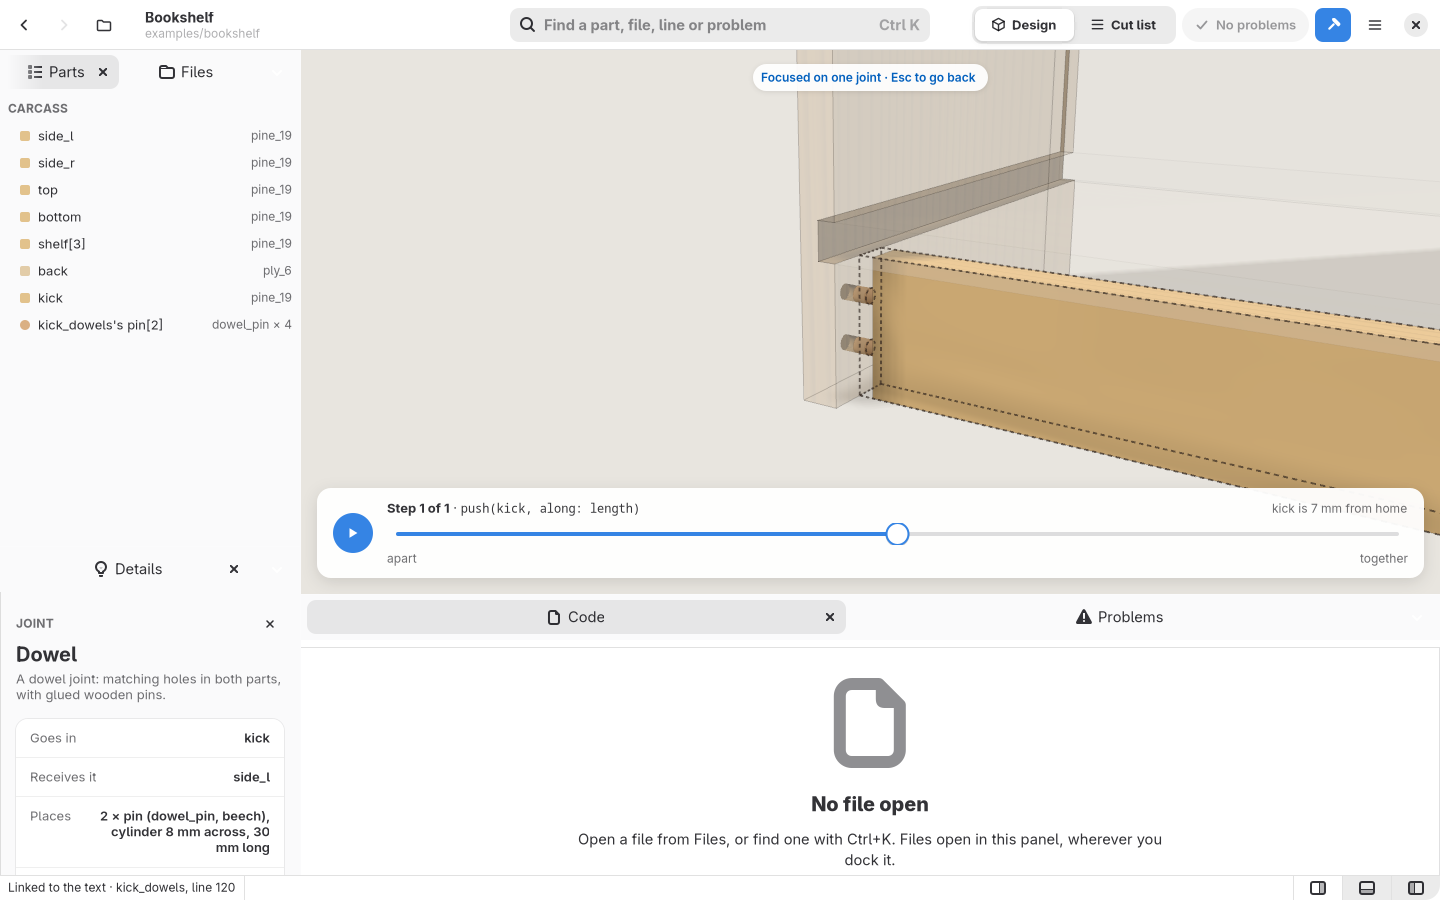 Bookshelf
examples/bookshelf
Find a part, file, line or problem
Ctrl K
Design
Cut list
No problems
Parts
Files
CARCASS
side_l
pine_19
side_r
pine_19
top
pine_19
bottom
pine_19
shelf[3]
pine_19
back
ply_6
kick
pine_19
kick_dowels's pin[2]
dowel_pin × 4
Focused on one joint · Esc to go back
Step 1 of 1 · push(kick, along: length)
kick is 7 mm from home
apart
together
Details
JOINT
Dowel
A dowel joint: matching holes in both parts,
with glued wooden pins.
Goes in
kick
Receives it
side_l
Places
2 × pin (dowel_pin, beech),
cylinder 8 mm across, 30
mm long
Code
Problems
No file open
Open a file from Files, or find one with Ctrl+K. Files open in this panel, wherever you
dock it.
Linked to the text · kick_dowels, line 120